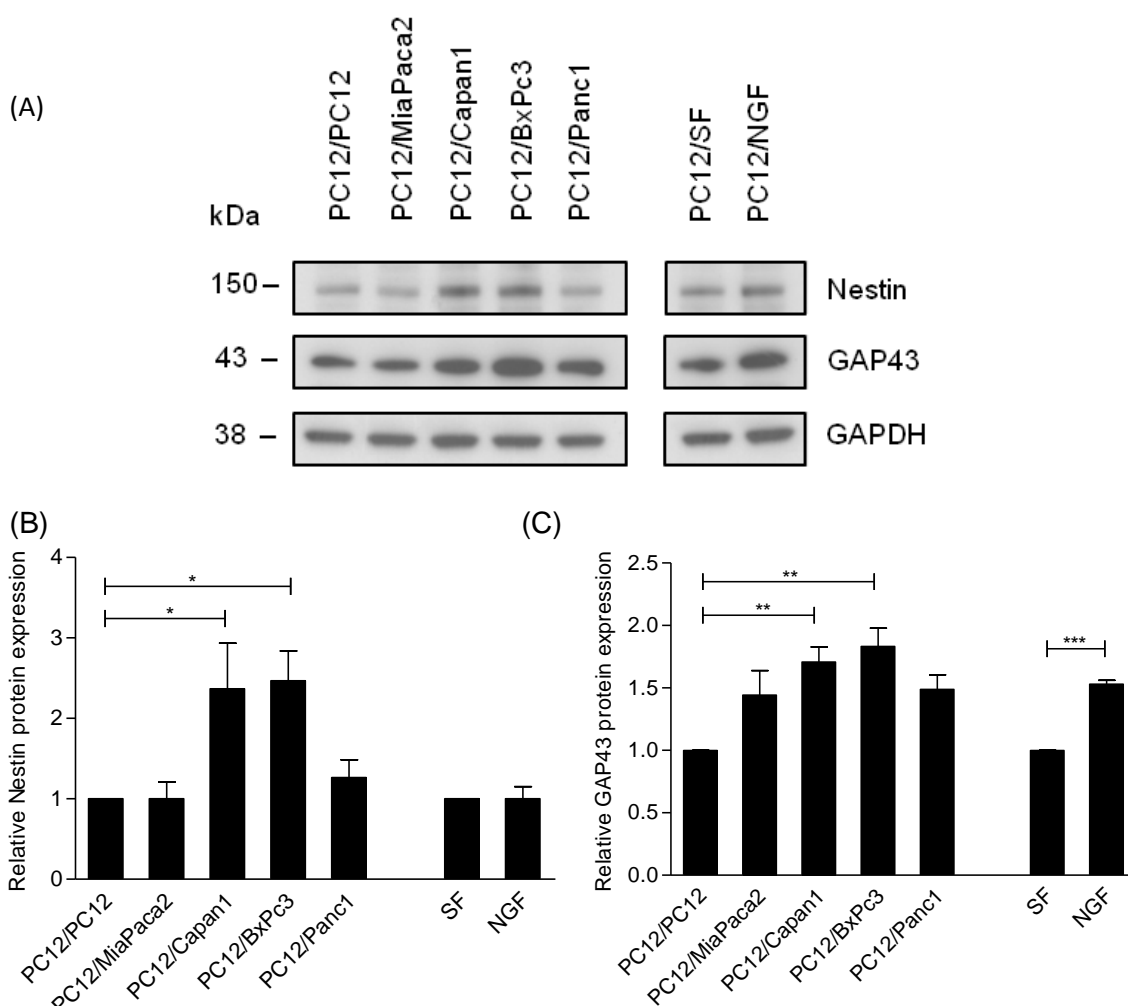 (A)
kDa
PC12/PC12
PC12/MiaPaca2
PC12/Capan1
PC12/BxPc3
PC12/Panc1
PC12/SF
PC12/NGF
150 – Nestin
43 – GAP43
38 – GAPDH
(B)
Relative Nestin protein expression
4
3
2
1
0
*
*
PC12/PC12
PC12/MiaPaca2
PC12/Capan1
PC12/BxPc3
PC12/Panc1
SF
NGF
(C)
Relative GAP43 protein expression
2.5
2.0
1.5
1.0
0.5
0.0
**
**
***
PC12/PC12
PC12/MiaPaca2
PC12/Capan1
PC12/BxPc3
PC12/Panc1
SF
NGF